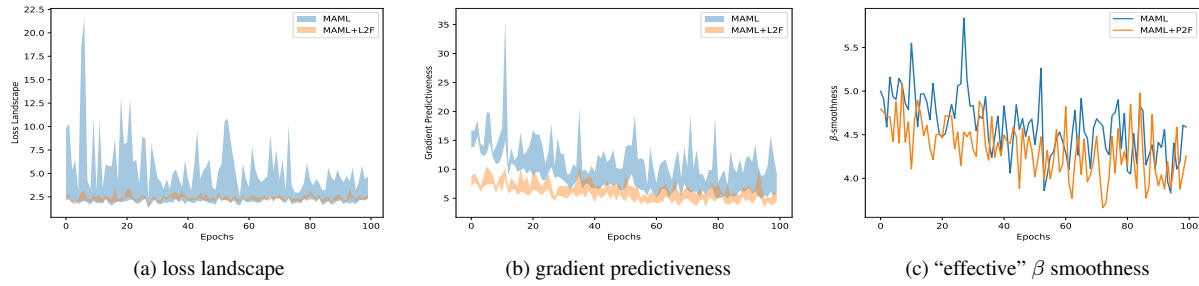 22.5
20.0
17.5
15.0
12.5
10.0
7.5
5.0
2.5
Loss Landscape
0 20 40 60 80 100
Epochs
MAML
MAML+L2F
(a) loss landscape
35
30
25
20
15
10
5
Gradient Predictiveness
0 20 40 60 80 100
Epochs
MAML
MAML+L2F
(b) gradient predictiveness
5.5
5.0
4.5
4.0
β-smoothness
0 20 40 60 80 100
Epochs
MAML
MAML+P2F
(c) “effective” β smoothness